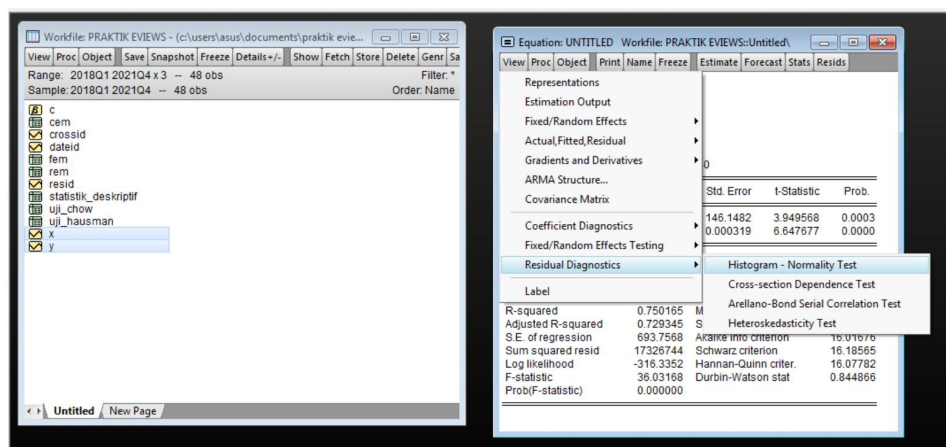 Workfile: PRAKTIK EVIEWS - (c:\users\asus\documents\praktik evie...
View Proc Object Save Snapshot Freeze Details+/- Show Fetch Store Delete Genr Sa
Range: 2018Q1 2021Q4 x 3 -- 48 obs Filter: *
Sample: 2018Q1 2021Q4 -- 48 obs Order: Name
β c
cem
crossid
dateid
fem
rem
resid
statistik_deskriptif
uji_chow
uji_hausman
x
y
Untitled New Page
Equation: UNTITLED Workfile: PRAKTIK EVIEWS::Untitled\
View Proc Object Print Name Freeze Estimate Forecast Stats Resids
Representations
Estimation Output
Fixed/Random Effects
Actual,Fitted,Residual
Gradients and Derivatives
ARMA Structure...
Covariance Matrix
Coefficient Diagnostics
Fixed/Random Effects Testing
Residual Diagnostics
Label
Histogram - Normality Test
Cross-section Dependence Test
Arellano-Bond Serial Correlation Test
Heteroskedasticity Test
0
Std. Error t-Statistic Prob.
146.1482 3.949568 0.0003
0.000319 6.647677 0.0000
R-squared 0.750165 M
Adjusted R-squared 0.729345 S
S.E. of regression 693.7568 Akaike info criterion 16.01676
Sum squared resid 17326744 Schwarz criterion 16.18565
Log likelihood -316.3352 Hannan-Quinn criter. 16.07782
F-statistic 36.03168 Durbin-Watson stat 0.844866
Prob(F-statistic) 0.000000